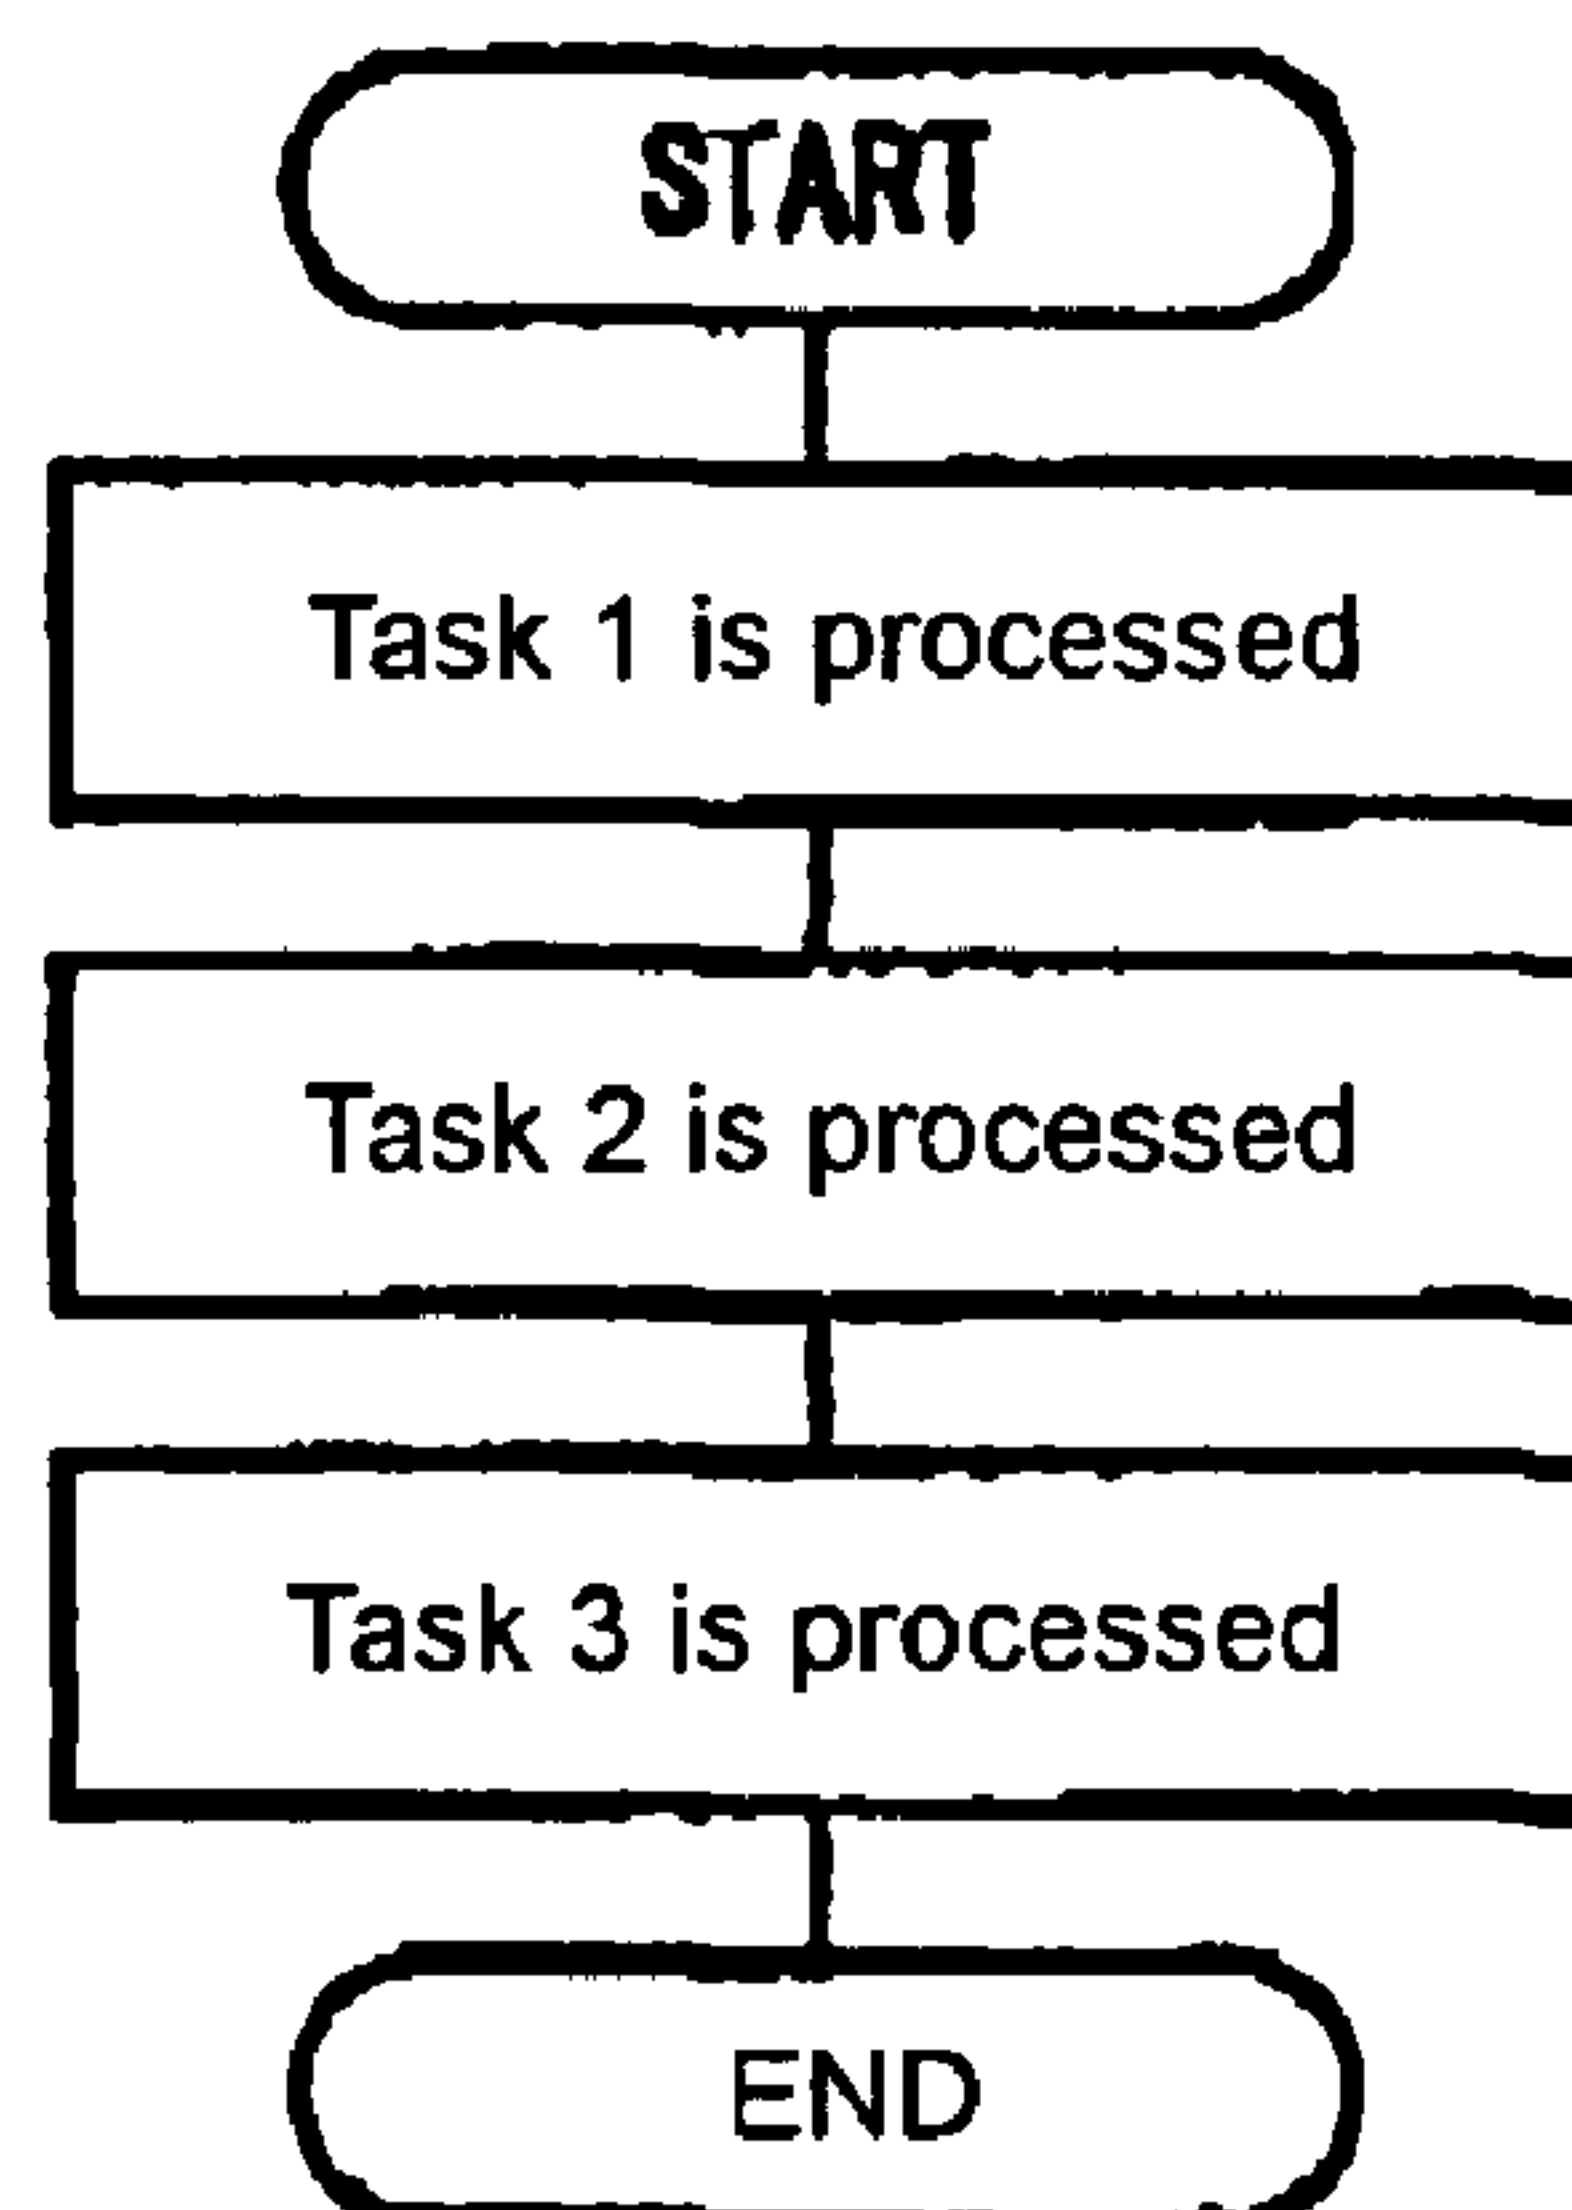 START
Task 1 is processed
Task 2 is processed
Task 3 is processed
END